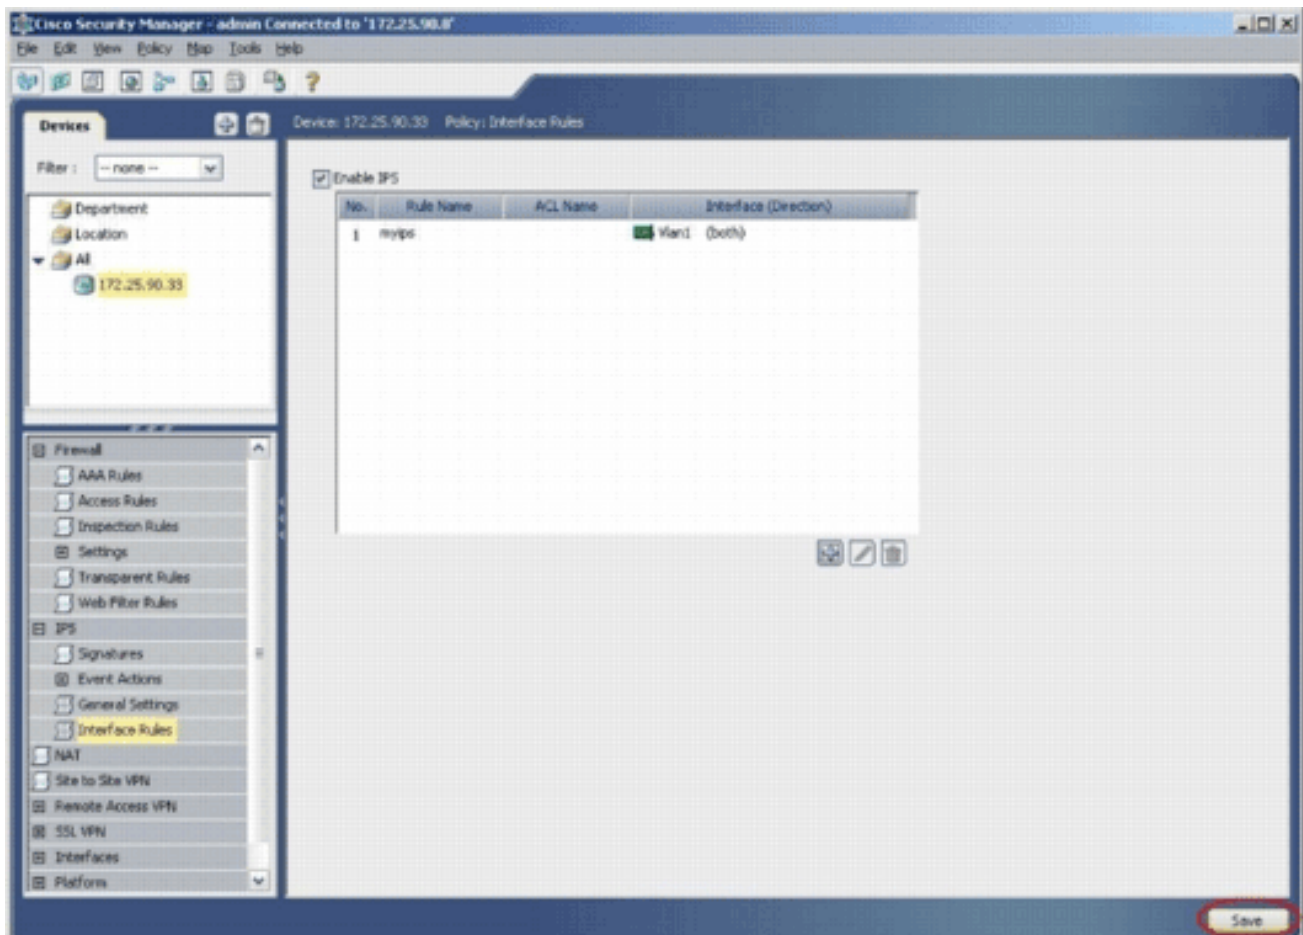 Cisco Security Manager - admin Connected to '172.25.90.8'
File Edit View Policy Map Tools Help
Devices
Device: 172.25.90.33 Policy: Interface Rules
Filter : -- none --
Enable IPS
No. Rule Name ACL Name Interface (Direction)
1 myips Vlan1 (both)
Department
Location
All
172.25.90.33
Firewall
AAA Rules
Access Rules
Inspection Rules
Settings
Transparent Rules
Web Filter Rules
IPS
Signatures
Event Actions
General Settings
Interface Rules
NAT
Site to Site VPN
Remote Access VPN
SSL VPN
Interfaces
Platform
Save